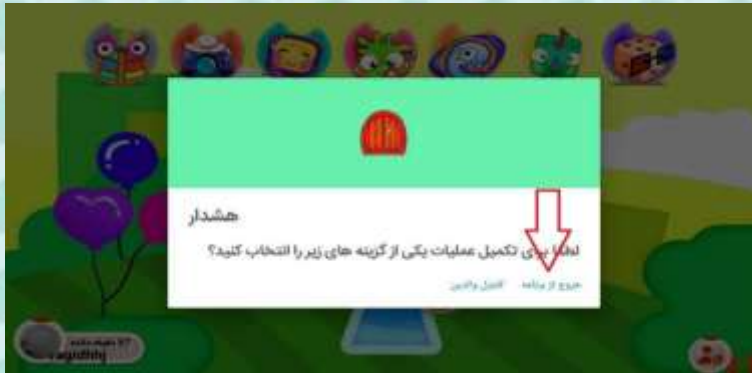 هشدار
لطفا برای تکمیل عملیات یکی از گزینه های زیر را انتخاب کنید؟
خروج از برنامه کنترل والدین